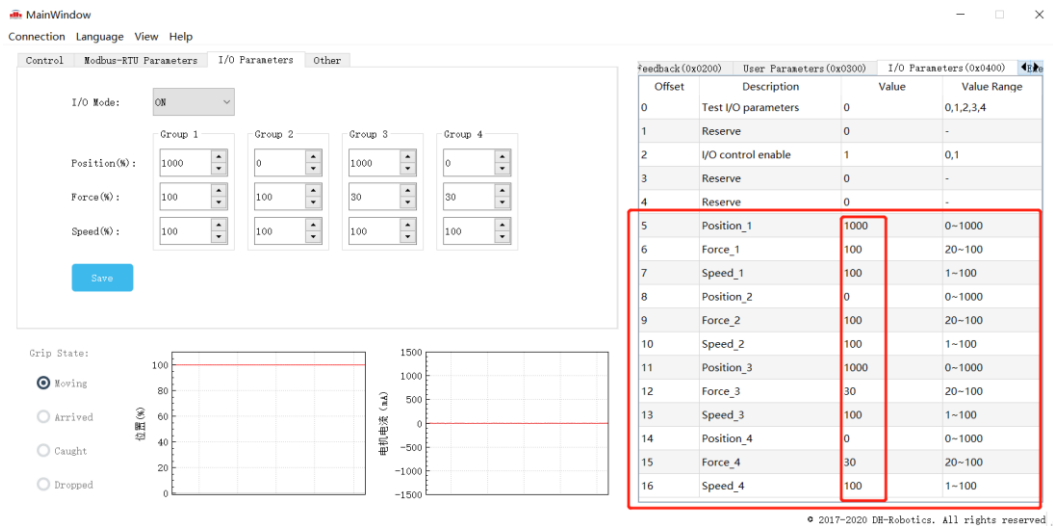 MainWindow
Connection Language View Help
Control Modbus-RTU Parameters I/O Parameters Other
I/O Mode: ON
Group 1 Group 2 Group 3 Group 4
Position(%): 1000 0 1000 0
Force(%): 100 100 30 30
Speed(%): 100 100 100 100
Save
Grip State:
Moving
Arrived
Caught
Dropped
位置(%)
100
80
60
40
20
0
电机电流 (mA)
1500
1000
500
0
-500
-1000
-1500
Feedback(0x0200) User Parameters(0x0300) I/O Parameters(0x0400)
Offset Description Value Value Range
0 Test I/O parameters 0 0,1,2,3,4
1 Reserve 0 -
2 I/O control enable 1 0,1
3 Reserve 0 -
4 Reserve 0 -
5 Position_1 1000 0~1000
6 Force_1 100 20~100
7 Speed_1 100 1~100
8 Position_2 0 0~1000
9 Force_2 100 20~100
10 Speed_2 100 1~100
11 Position_3 1000 0~1000
12 Force_3 30 20~100
13 Speed_3 100 1~100
14 Position_4 0 0~1000
15 Force_4 30 20~100
16 Speed_4 100 1~100
© 2017-2020 DH-Robotics. All rights reserved